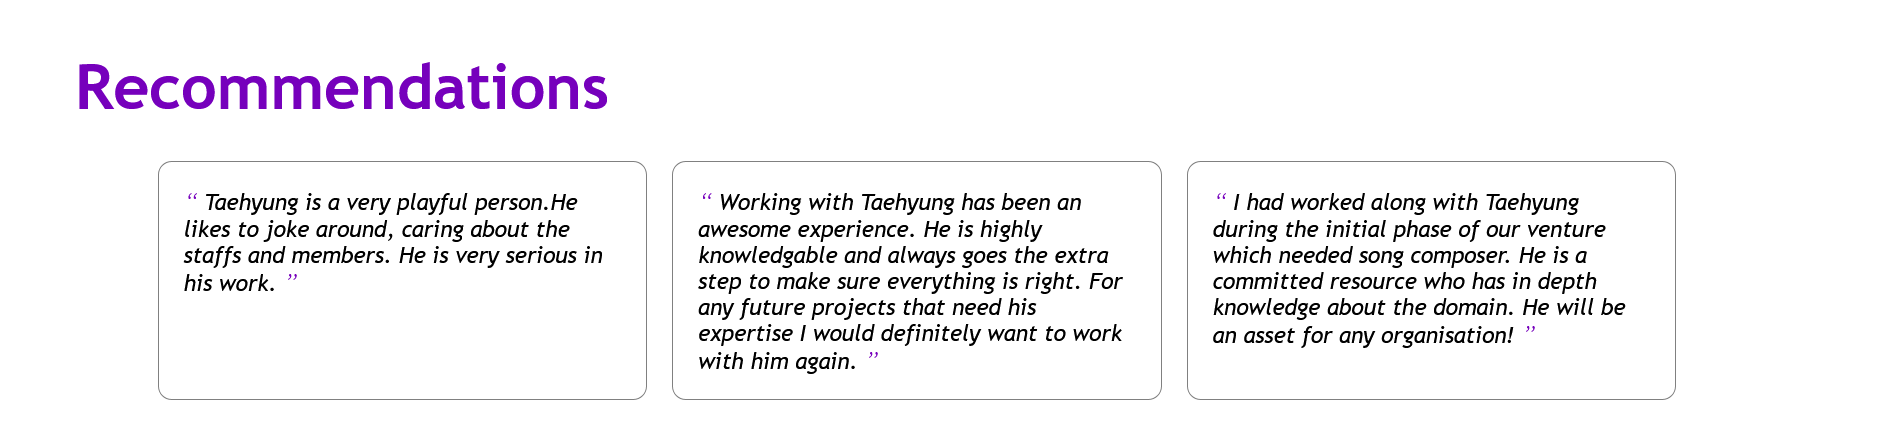 Recommendations
“ Taehyung is a very playful person.He
likes to joke around, caring about the
staffs and members. He is very serious in
his work. ”
“ Working with Taehyung has been an
awesome experience. He is highly
knowledgable and always goes the extra
step to make sure everything is right. For
any future projects that need his
expertise I would definitely want to work
with him again. ”
“ I had worked along with Taehyung
during the initial phase of our venture
which needed song composer. He is a
committed resource who has in depth
knowledge about the domain. He will be
an asset for any organisation! ”